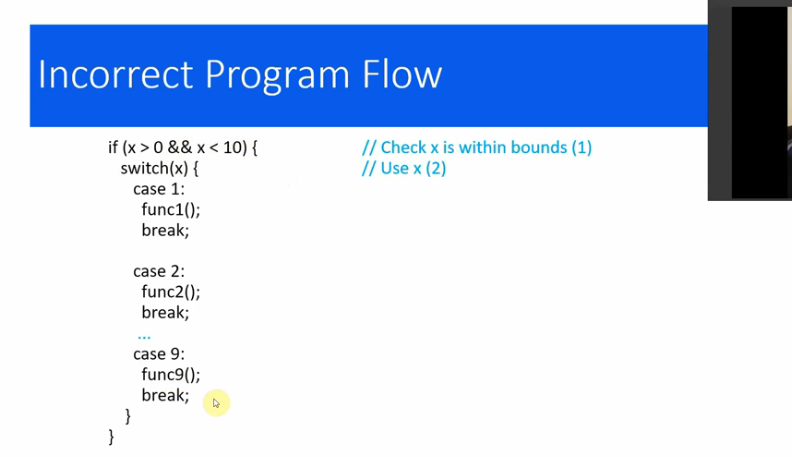 Incorrect Program Flow
if (x > 0 && x < 10) { // Check x is within bounds (1)
switch(x) { // Use x (2)
case 1:
func1();
break;
case 2:
func2();
break;
...
case 9:
func9();
break;
}
}